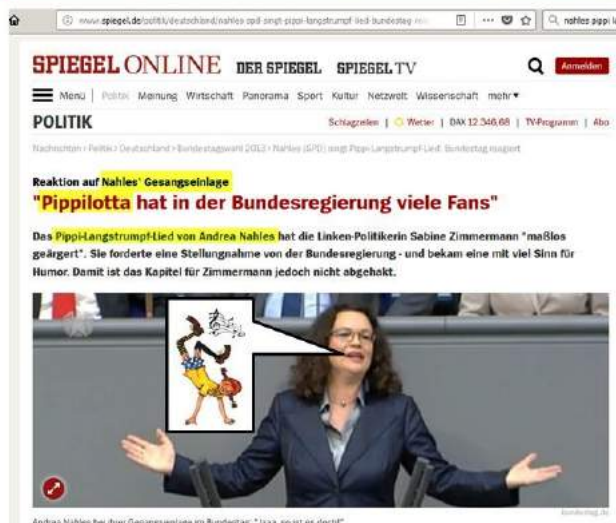 www.spiegel.de/politik/deutschland/nahles-spd-singt-pippi-langstrumpf-lied-bundestag-rea
nahles pippi l
SPIEGEL ONLINE DER SPIEGEL SPIEGEL TV
Anmelden
Menü | Politik Meinung Wirtschaft Panorama Sport Kultur Netzwelt Wissenschaft mehr
POLITIK
Schlagzeilen | Wetter | DAX 12.346,68 | TV-Programm | Abo
Nachrichten > Politik > Deutschland > Bundestagswahl 2013 > Nahles (SPD) singt Pippi-Langstrumpf-Lied: Bundestag reagiert
Reaktion auf Nahles' Gesangseinlage
"Pippilotta hat in der Bundesregierung viele Fans"
Das Pippi-Langstrumpf-Lied von Andrea Nahles hat die Linken-Politikerin Sabine Zimmermann "maßlos
geärgert". Sie forderte eine Stellungnahme von der Bundesregierung - und bekam eine mit viel Sinn für
Humor. Damit ist das Kapitel für Zimmermann jedoch nicht abgehakt.
bundestag.de
Andrea Nahles bei ihrer Gesangseinlage im Bundestag: